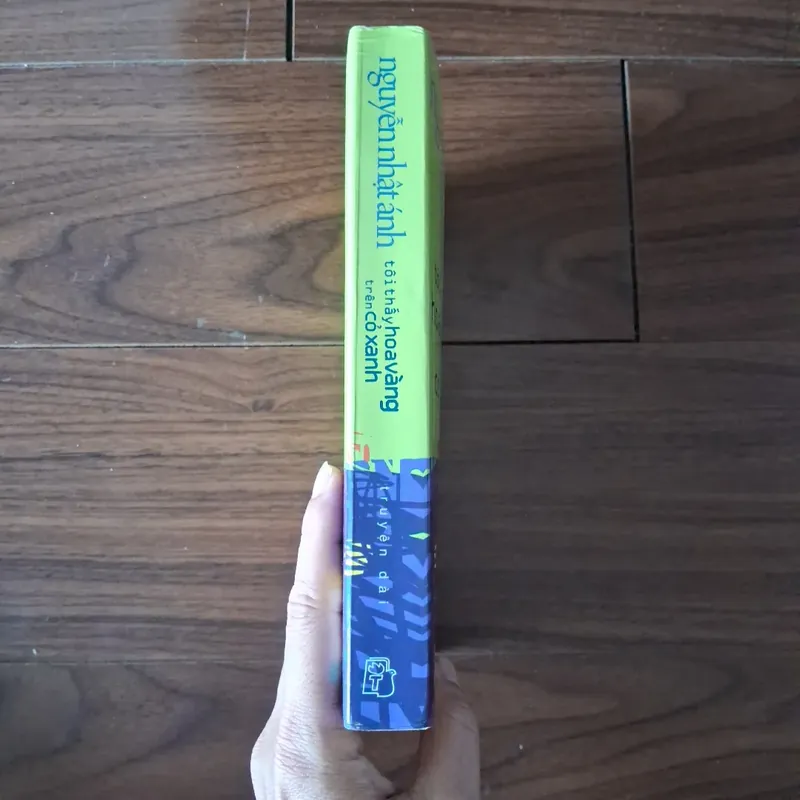 nguyễn nhật ánh
tôi thấy hoa vàng
trên cỏ xanh
truyện dài